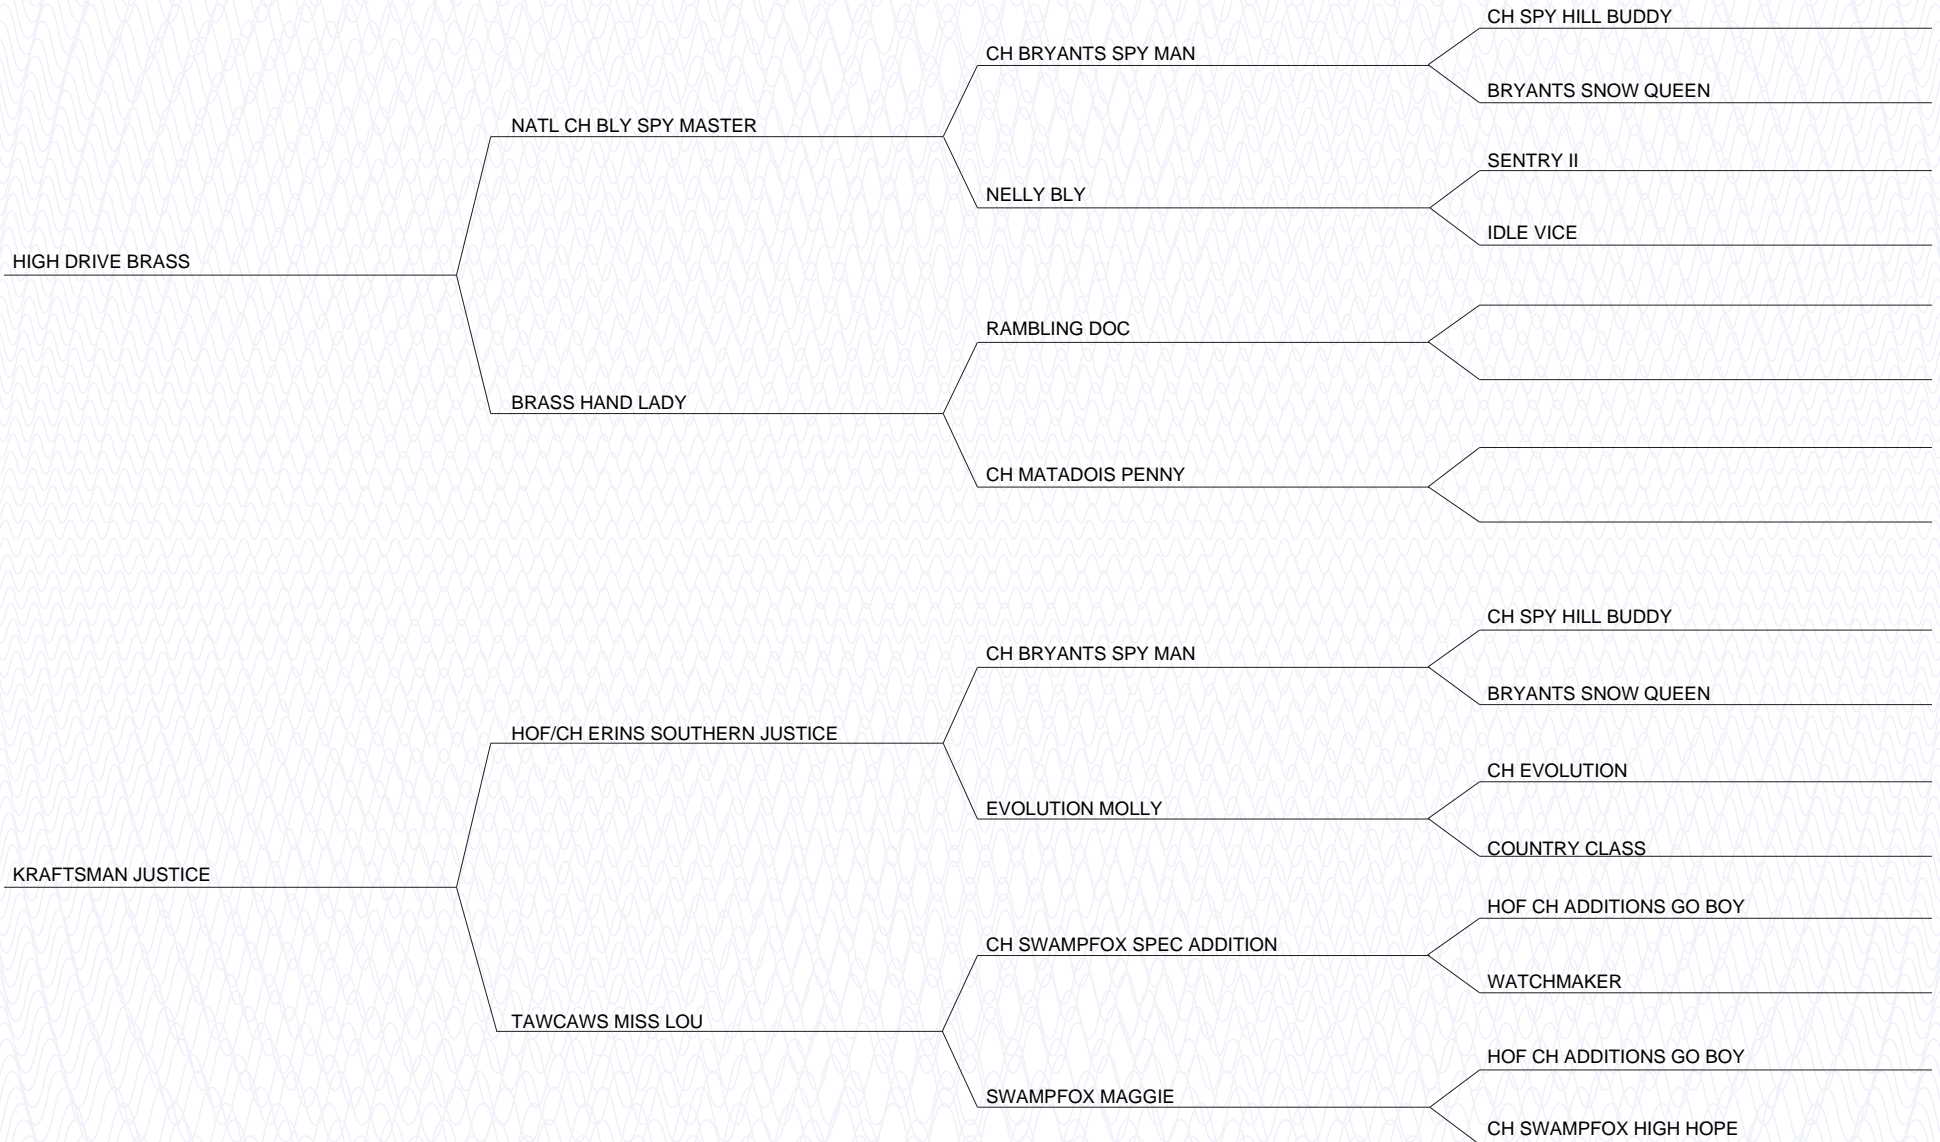 CH SPY HILL BUDDY
CH BRYANTS SPY MAN
BRYANTS SNOW QUEEN
NATL CH BLY SPY MASTER
SENTRY II
NELLY BLY
IDLE VICE
HIGH DRIVE BRASS
RAMBLING DOC
BRASS HAND LADY
CH MATADOIS PENNY
CH SPY HILL BUDDY
CH BRYANTS SPY MAN
BRYANTS SNOW QUEEN
HOF/CH ERINS SOUTHERN JUSTICE
CH EVOLUTION
EVOLUTION MOLLY
COUNTRY CLASS
KRAFTSMAN JUSTICE
HOF CH ADDITIONS GO BOY
CH SWAMPFOX SPEC ADDITION
WATCHMAKER
TAWCAWS MISS LOU
HOF CH ADDITIONS GO BOY
SWAMPFOX MAGGIE
CH SWAMPFOX HIGH HOPE